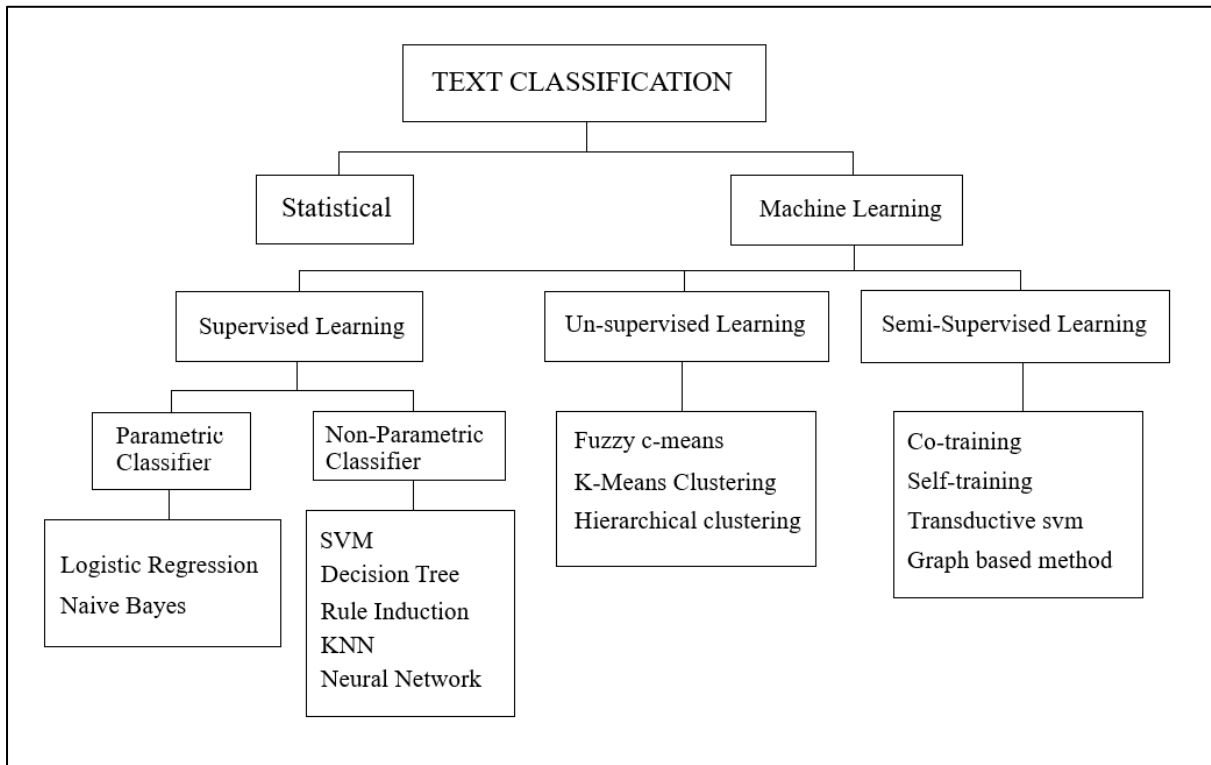 TEXT CLASSIFICATION
Statistical
Machine Learning
Supervised Learning
Un-supervised Learning
Semi-Supervised Learning
Parametric
Classifier
Non-Parametric
Classifier
Fuzzy c-means
K-Means Clustering
Hierarchical clustering
Co-training
Self-training
Transductive svm
Graph based method
Logistic Regression
Naive Bayes
SVM
Decision Tree
Rule Induction
KNN
Neural Network